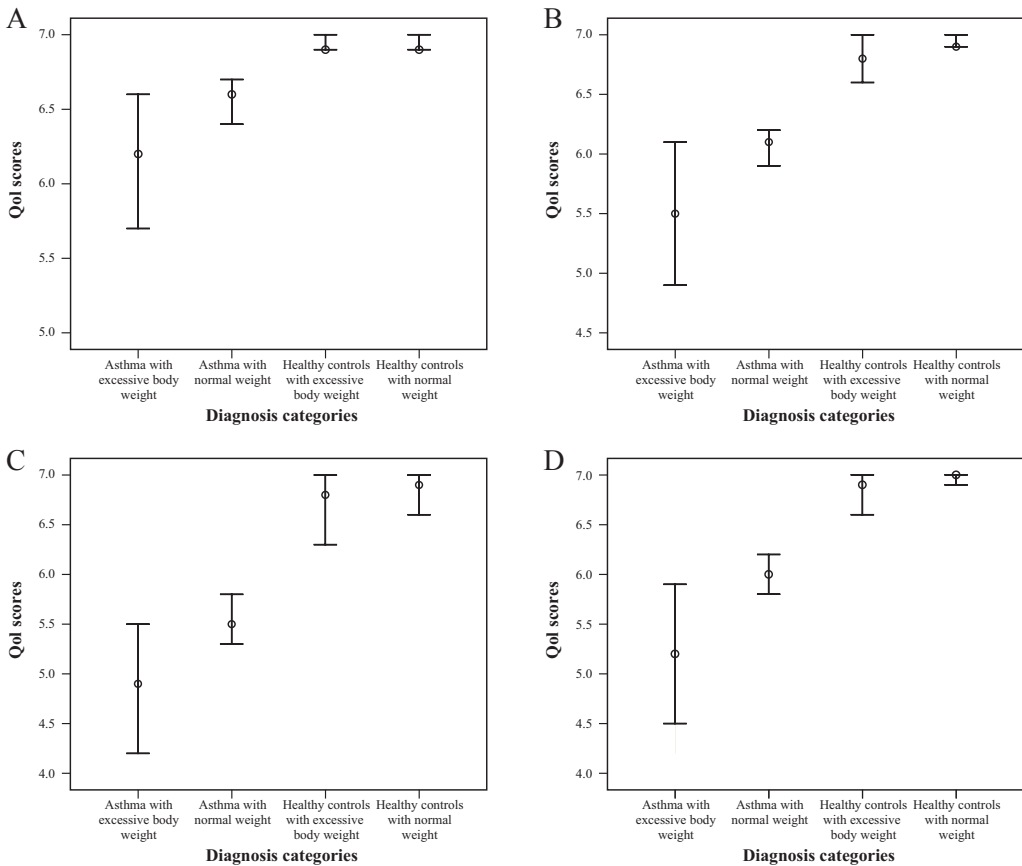 A
Qol scores
7.0
6.5
6.0
5.5
5.0
Asthma with
excessive body
weight
Asthma with
normal weight
Healthy controls
with excessive
body weight
Healthy controls
with normal
weight
Diagnosis categories
B
Qol scores
7.0
6.5
6.0
5.5
5.0
4.5
Asthma with
excessive body
weight
Asthma with
normal weight
Healthy controls
with excessive
body weight
Healthy controls
with normal weight
Diagnosis categories
C
Qol scores
7.0
6.5
6.0
5.5
5.0
4.5
4.0
Asthma with
excessive body
weight
Asthma with
normal weight
Healthy controls
with excessive
body weight
Healthy controls
with normal
weight
Diagnosis categories
D
Qol scores
7.0
6.5
6.0
5.5
5.0
4.5
4.0
Asthma with
excessive body
weight
Asthma with
normal weight
Healthy controls
with excessive
body weight
Healthy controls
with normal
weight
Diagnosis categories